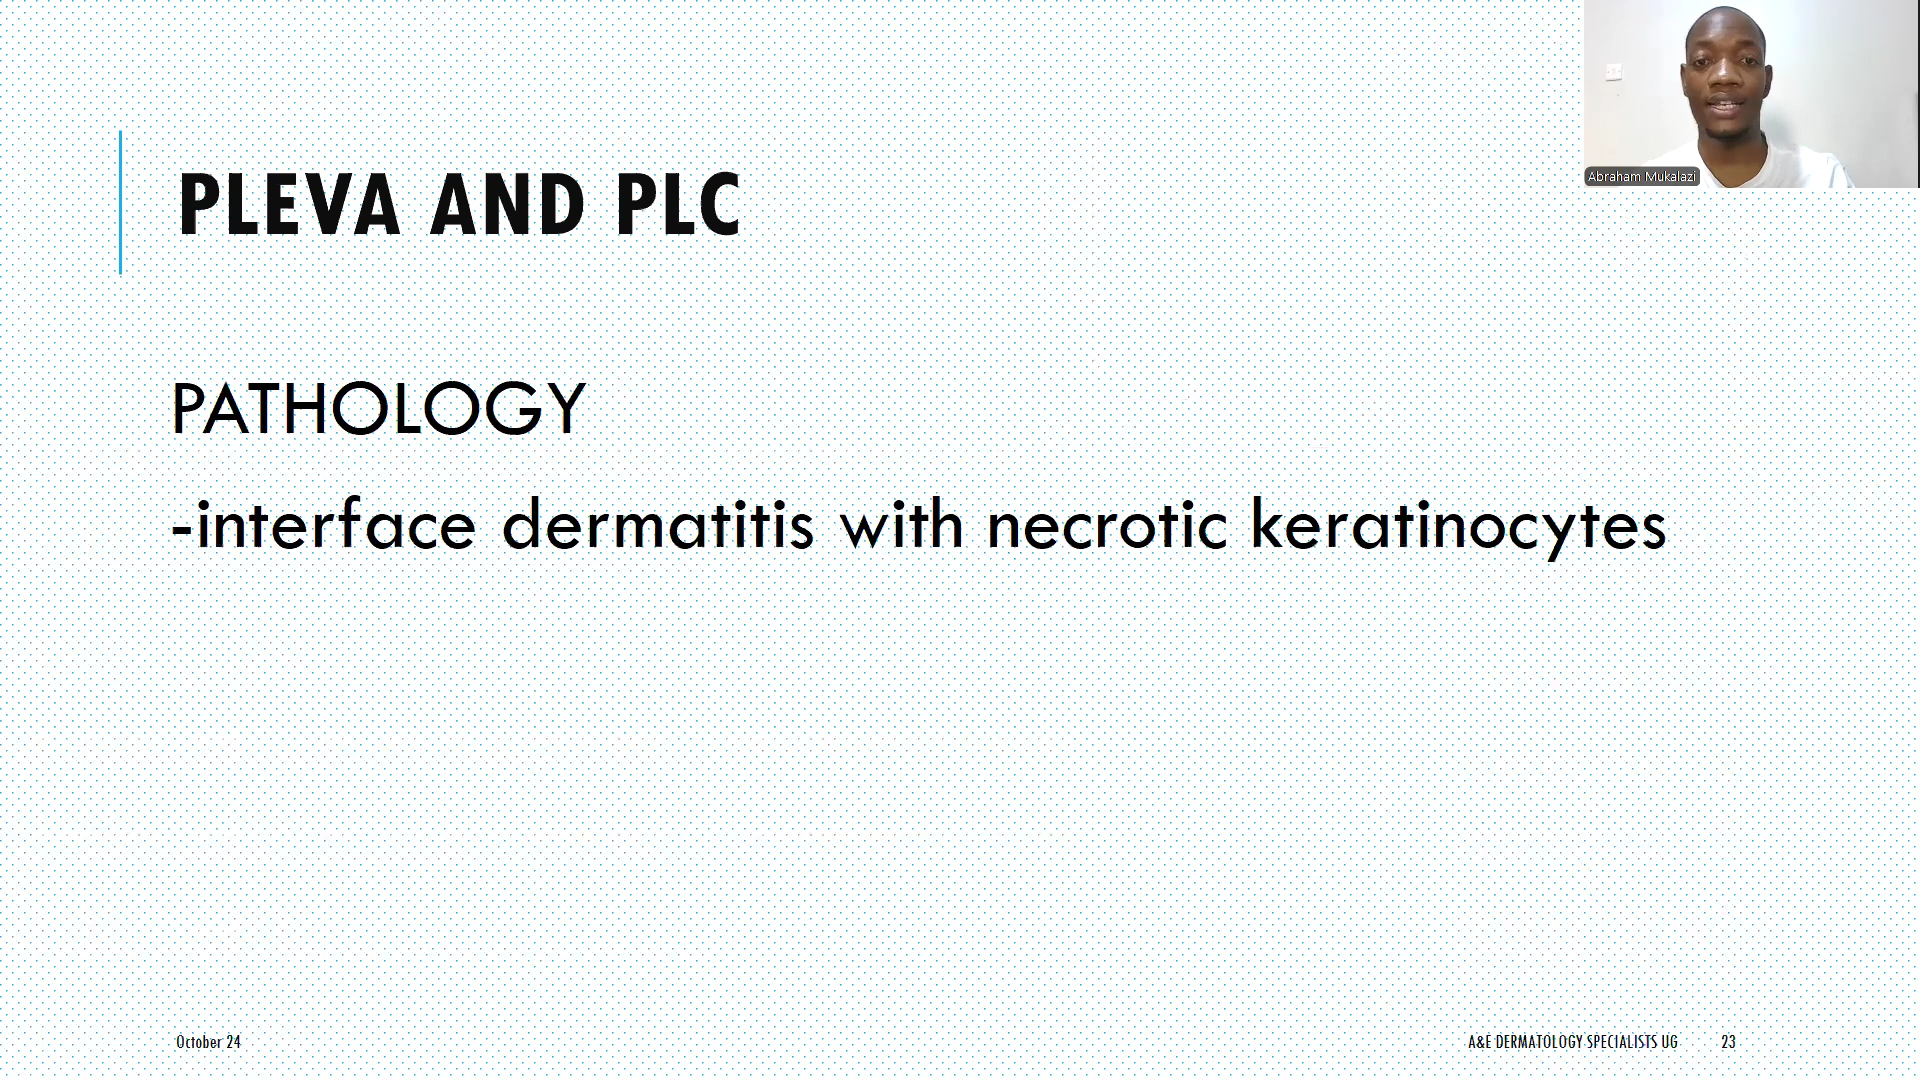 Abraham Mukalazi
PLEVA AND PLC
PATHOLOGY
-interface dermatitis with necrotic keratinocytes
October 24
A&E DERMATOLOGY SPECIALISTS UG
23